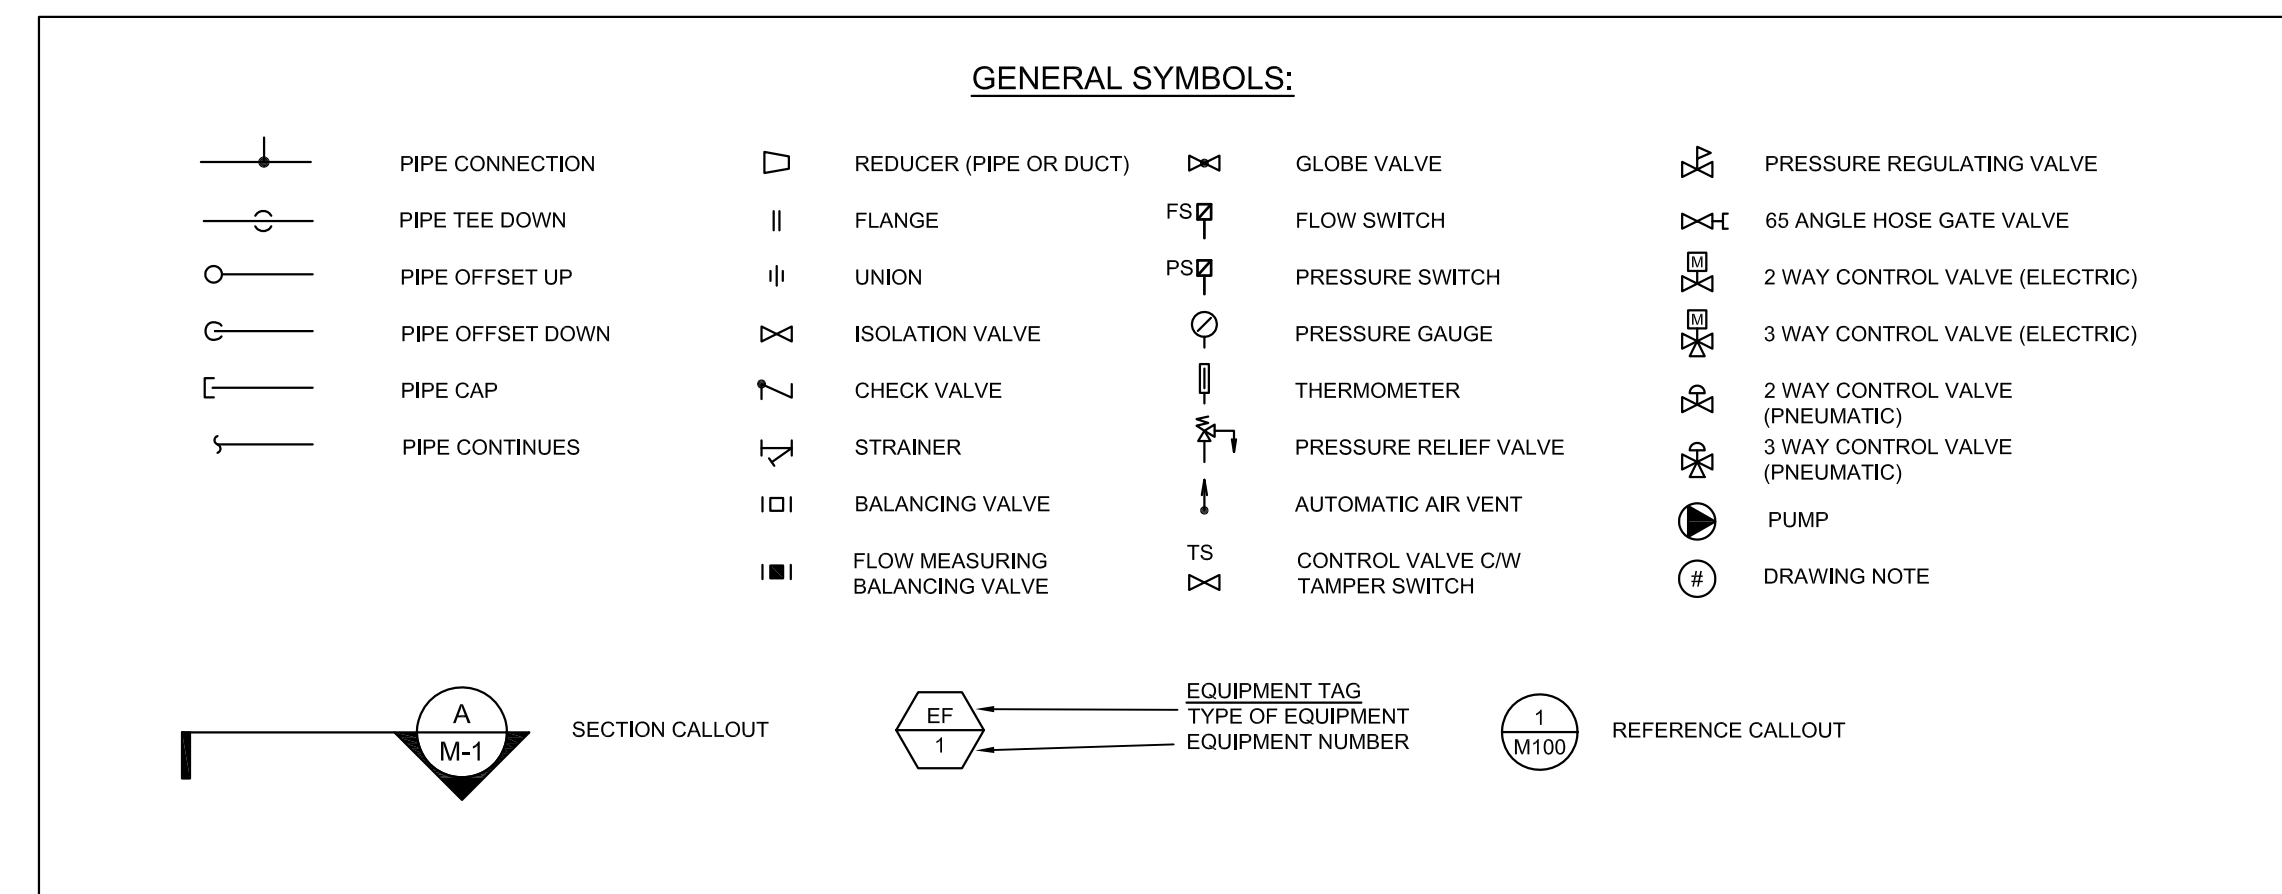 GENERAL SYMBOLS:
PIPE CONNECTION
PIPE TEE DOWN
PIPE OFFSET UP
PIPE OFFSET DOWN
PIPE CAP
PIPE CONTINUES
REDUCER (PIPE OR DUCT)
FLANGE
UNION
ISOLATION VALVE
CHECK VALVE
STRAINER
BALANCING VALVE
FLOW MEASURING
BALANCING VALVE
GLOBE VALVE
FS
FLOW SWITCH
PS
PRESSURE SWITCH
PRESSURE GAUGE
THERMOMETER
PRESSURE RELIEF VALVE
AUTOMATIC AIR VENT
TS
CONTROL VALVE C/W
TAMPER SWITCH
PRESSURE REGULATING VALVE
65 ANGLE HOSE GATE VALVE
M
2 WAY CONTROL VALVE (ELECTRIC)
M
3 WAY CONTROL VALVE (ELECTRIC)
2 WAY CONTROL VALVE
(PNEUMATIC)
3 WAY CONTROL VALVE
(PNEUMATIC)
PUMP
#
DRAWING NOTE
A
M-1
SECTION CALLOUT
EF
1
EQUIPMENT TAG
TYPE OF EQUIPMENT
EQUIPMENT NUMBER
1
M100
REFERENCE CALLOUT